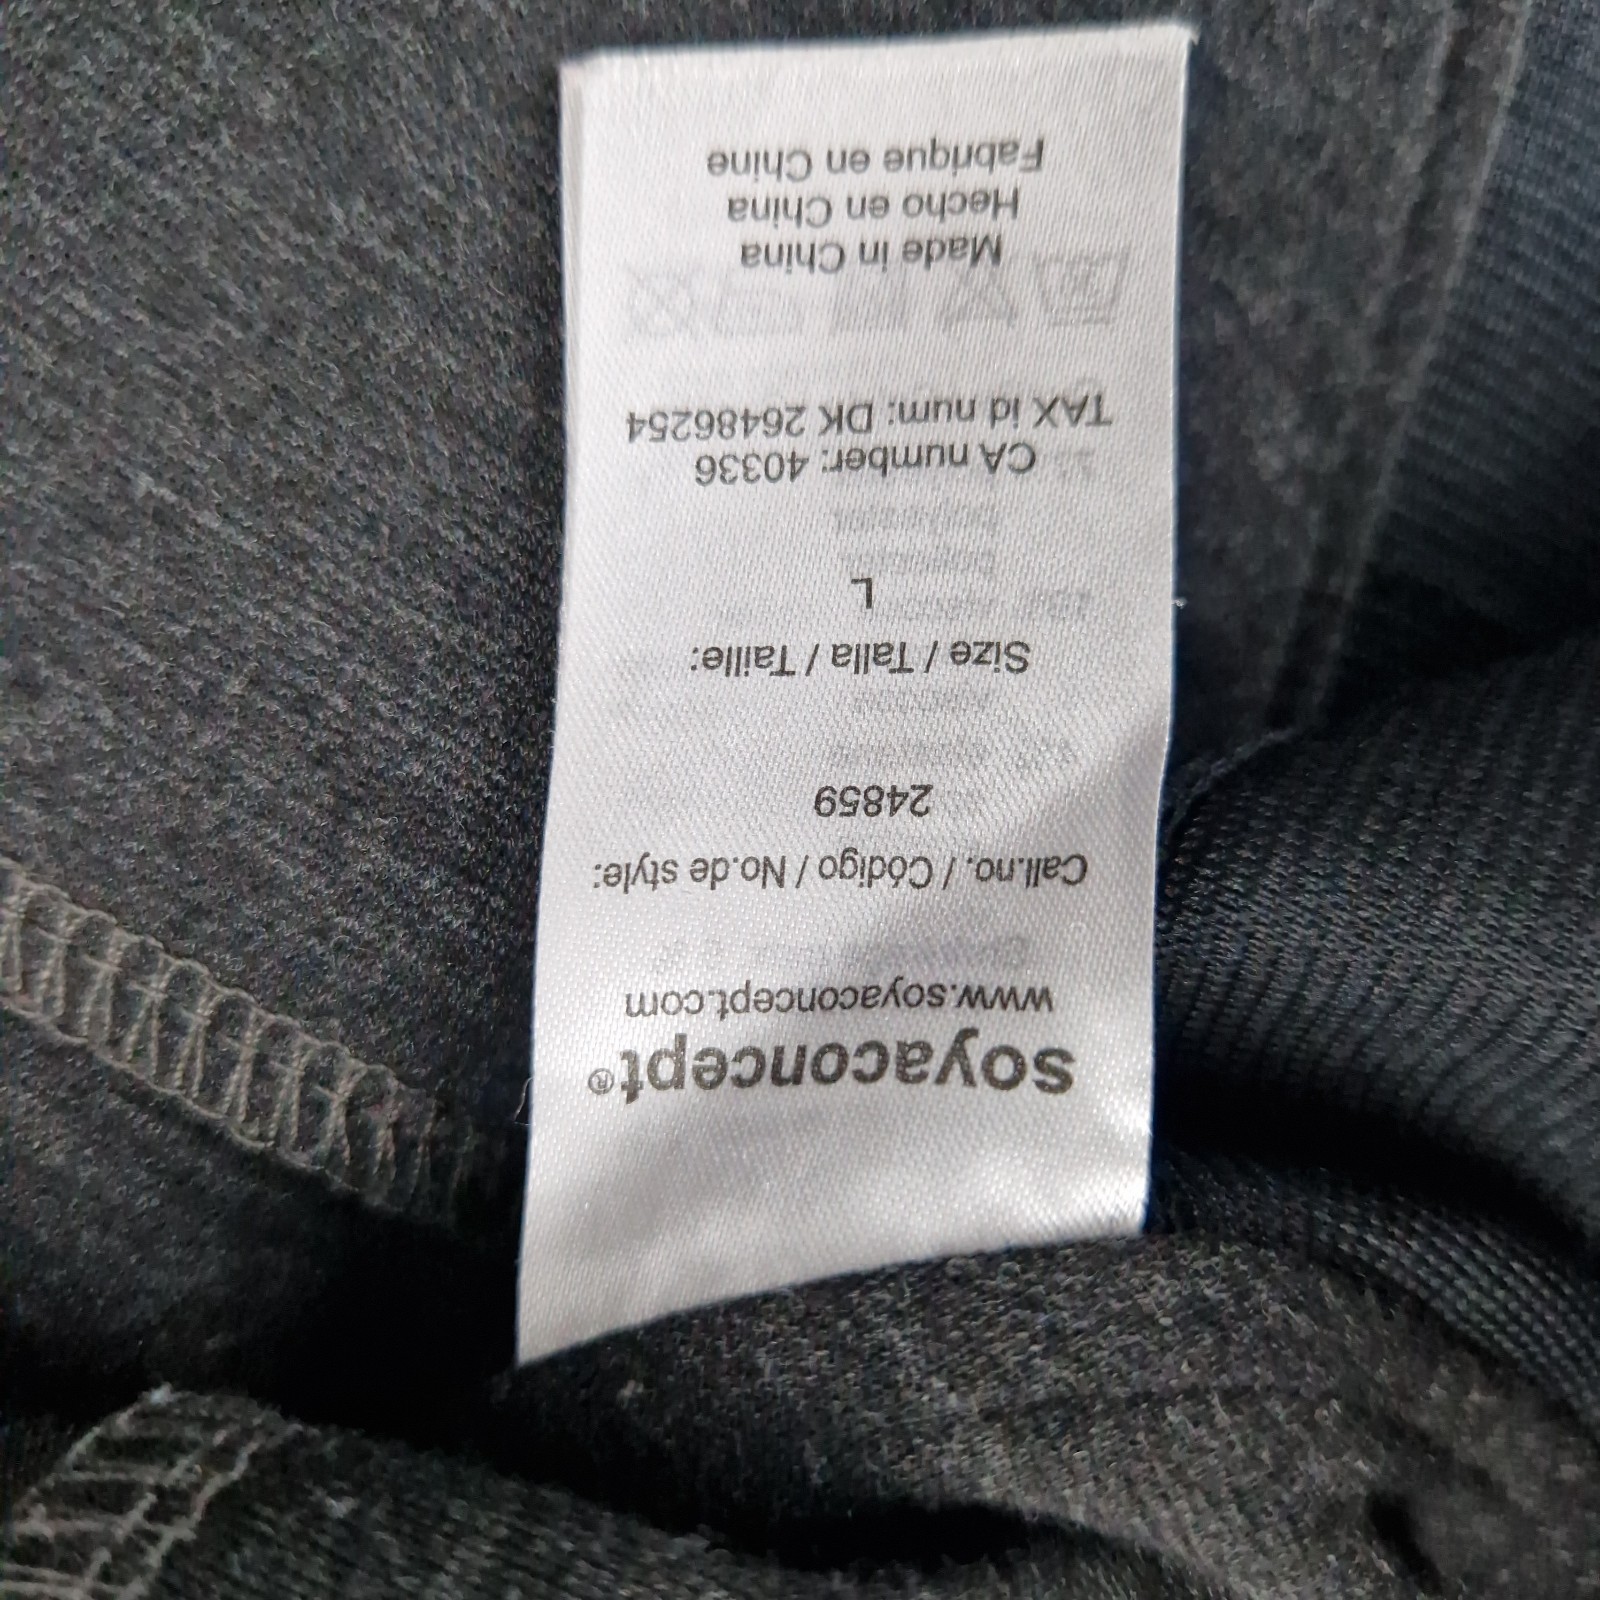 soyaconcept®
www.soyaconcept.com
Call.no. / Código / No.de style:
24859
Size / Talla / Taille:
L
CA number: 40336
TAX id num: DK 26486254
Made in China
Hecho en China
Fabrique en Chine